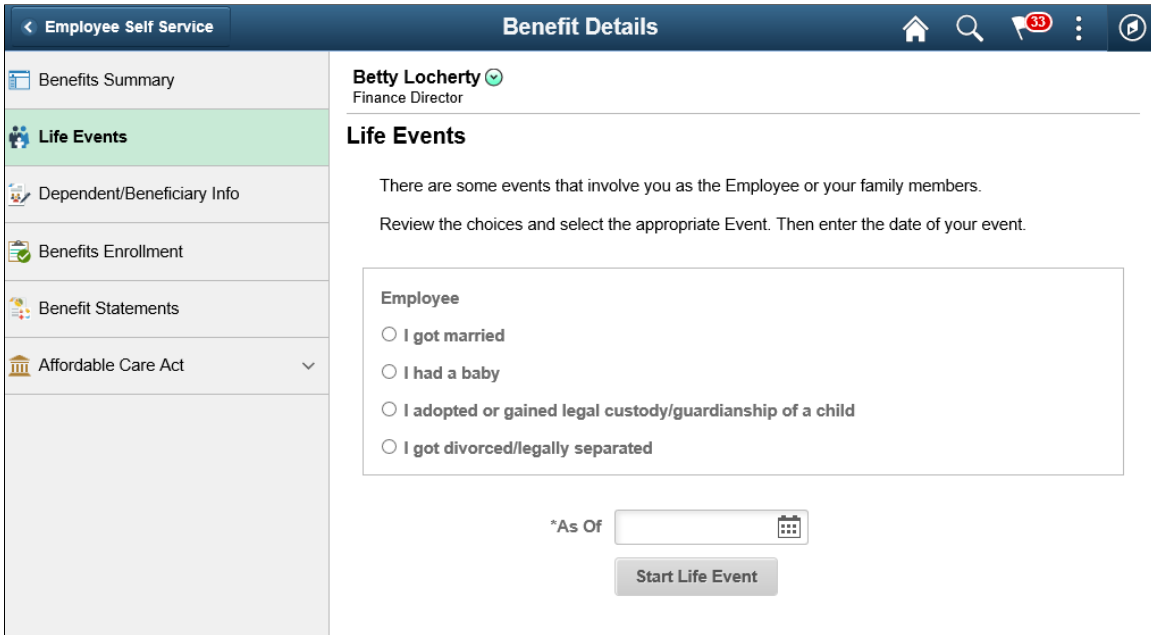 Employee Self Service
Benefit Details
33
Benefits Summary
Life Events
Dependent/Beneficiary Info
Benefits Enrollment
Benefit Statements
Affordable Care Act
Betty Locherty
Finance Director
Life Events
There are some events that involve you as the Employee or your family members.
Review the choices and select the appropriate Event. Then enter the date of your event.
Employee
I got married
I had a baby
I adopted or gained legal custody/guardianship of a child
I got divorced/legally separated
*As Of
Start Life Event